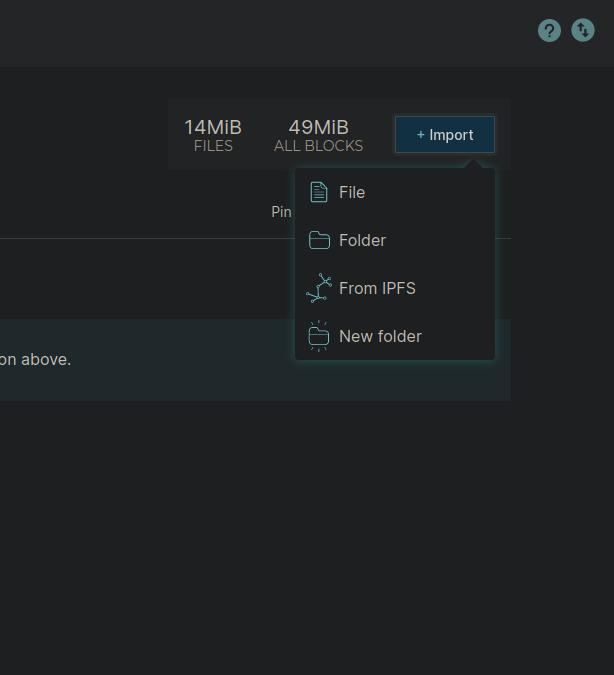 14MiB
FILES
49MiB
ALL BLOCKS
+ Import
Pin
File
Folder
From IPFS
New folder
on above.